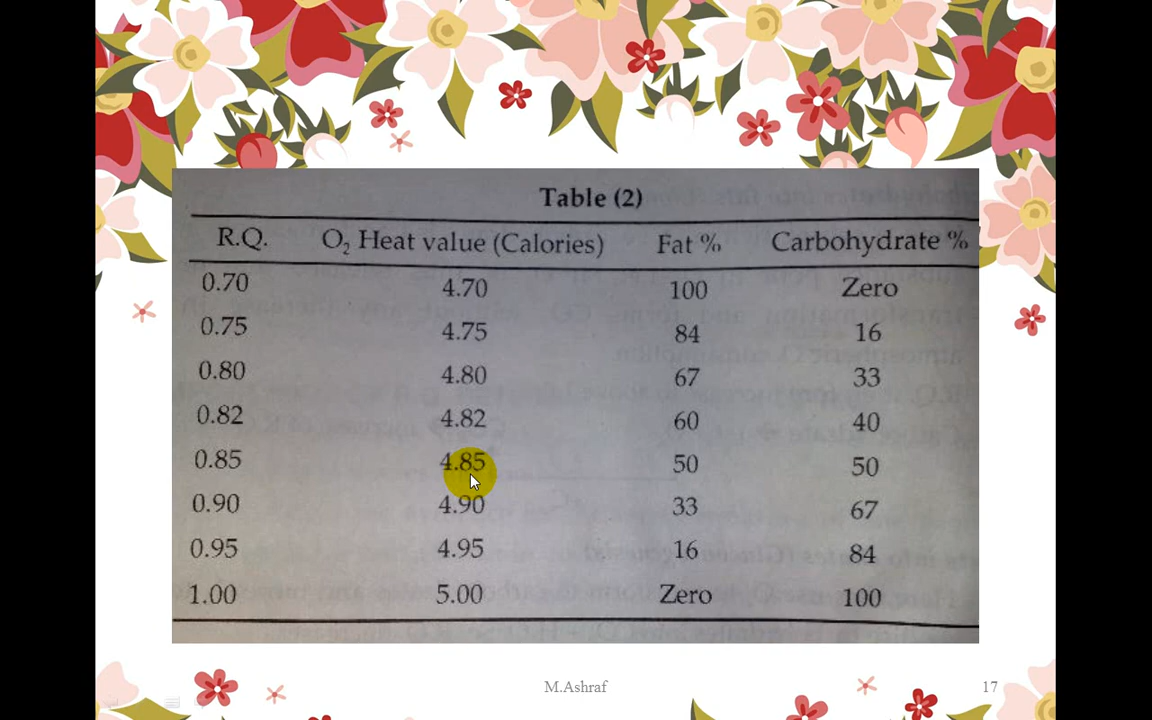 Table (2)
R.Q. O₂ Heat value (Calories) Fat % Carbohydrate %
0.70 4.70 100 Zero
0.75 4.75 84 16
0.80 4.80 67 33
0.82 4.82 60 40
0.85 4.85 50 50
0.90 4.90 33 67
0.95 4.95 16 84
1.00 5.00 Zero 100
M.Ashraf 17